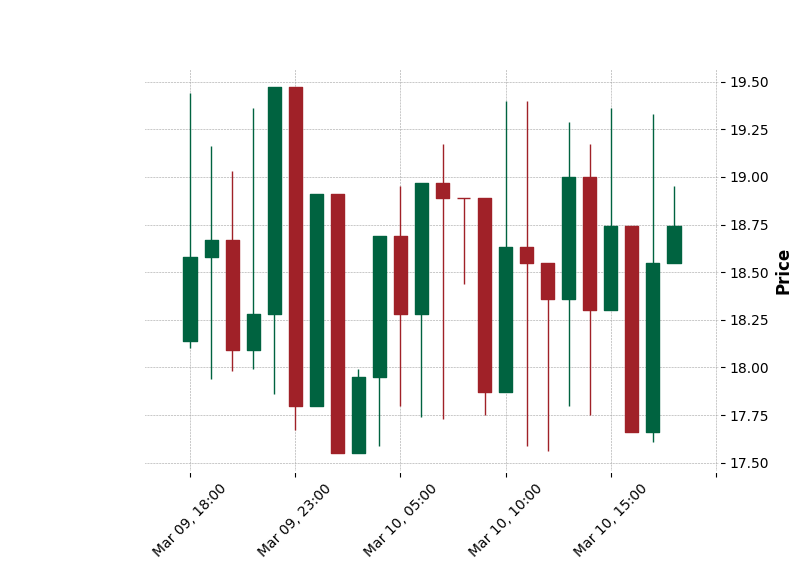 19.50
19.25
19.00
18.75
18.50
18.25
18.00
17.75
17.50
Price
Mar 09, 18:00
Mar 09, 23:00
Mar 10, 05:00
Mar 10, 10:00
Mar 10, 15:00